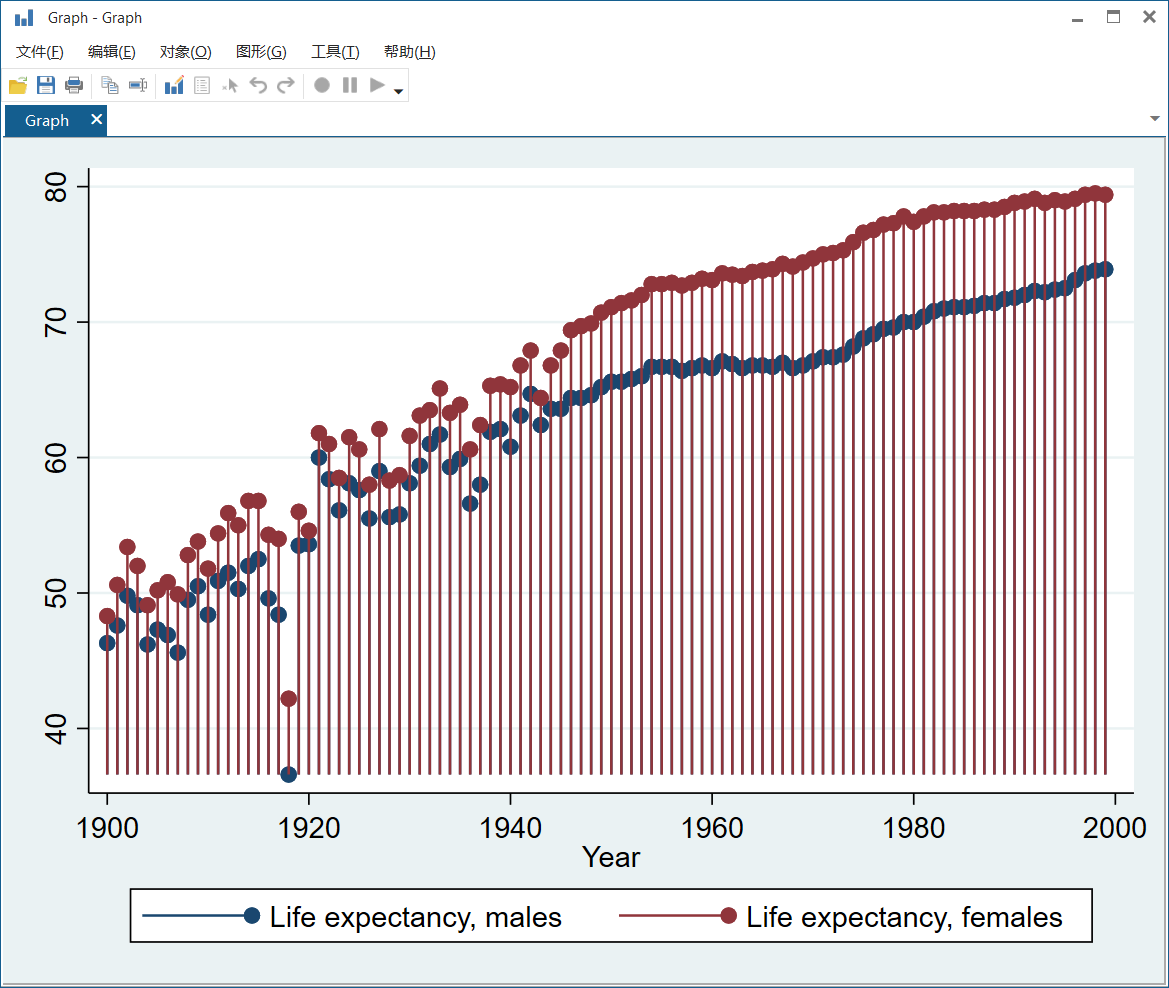 Graph - Graph
文件(F) 编辑(E) 对象(O) 图形(G) 工具(T) 帮助(H)
Graph
80
70
60
50
40
1900 1920 1940 1960 1980 2000
Year
Life expectancy, males Life expectancy, females